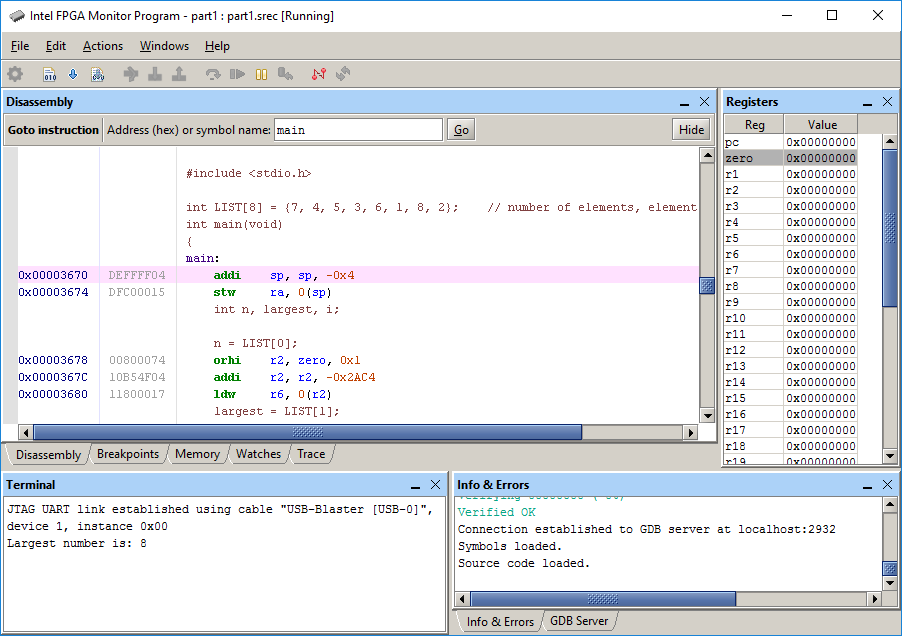 Intel FPGA Monitor Program - part1 : part1.srec [Running]
File Edit Actions Windows Help
Disassembly
Goto instruction Address (hex) or symbol name: main Go Hide
#include <stdio.h>
int LIST[8] = {7, 4, 5, 3, 6, 1, 8, 2}; // number of elements, element
int main(void)
{
main:
0x00003670 DEFFFF04 addi sp, sp, -0x4
0x00003674 DFC00015 stw ra, 0(sp)
int n, largest, i;
n = LIST[0];
0x00003678 00800074 orhi r2, zero, 0x1
0x0000367C 10B54F04 addi r2, r2, -0x2AC4
0x00003680 11800017 ldw r6, 0(r2)
largest = LIST[1];
Disassembly Breakpoints Memory Watches Trace
Registers
Reg Value
pc 0x00000000
zero 0x00000000
r1 0x00000000
r2 0x00000000
r3 0x00000000
r4 0x00000000
r5 0x00000000
r6 0x00000000
r7 0x00000000
r8 0x00000000
r9 0x00000000
r10 0x00000000
r11 0x00000000
r12 0x00000000
r13 0x00000000
r14 0x00000000
r15 0x00000000
r16 0x00000000
r17 0x00000000
r18 0x00000000
r19 0x00000000
Terminal
JTAG UART link established using cable "USB-Blaster [USB-0]",
device 1, instance 0x00
Largest number is: 8
Info & Errors
Verified OK
Connection established to GDB server at localhost:2932
Symbols loaded.
Source code loaded.
Info & Errors GDB Server